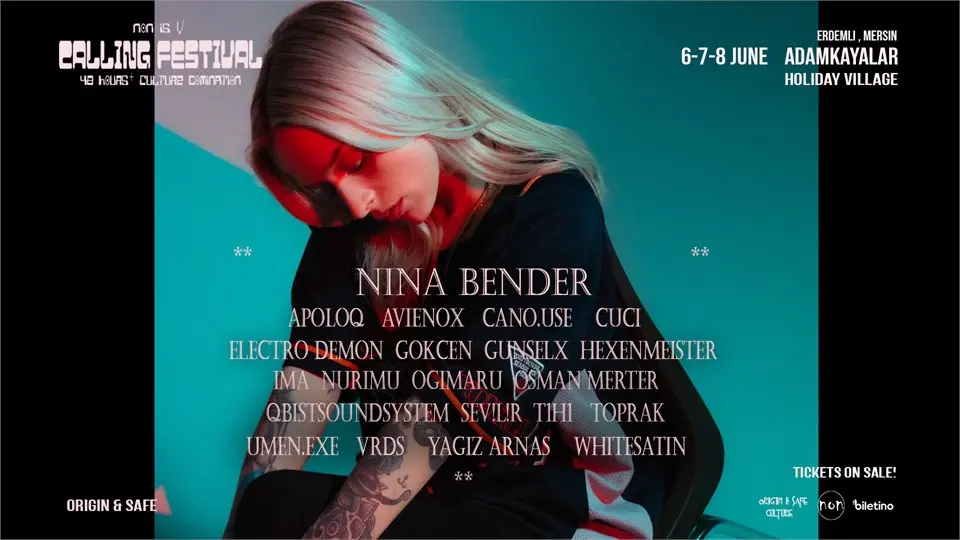 non is V
CALLING FESTIVAL
48 hours+ culture domination
ERDEMLI , MERSIN
6-7-8 JUNE ADAMKAYALAR
HOLIDAY VILLAGE
** **
NINA BENDER
APOLOQ AVIENOX CANO.USE CUCI
ELECTRO DEMON GOKCEN GUNSELX HEXENMEISTER
IMA NURIMU OGIMARU OSMAN MERTER
QBISTSOUNDSYSTEM SEV!L!R T1H1 TOPRAK
UMEN.EXE VRDS YAGIZ ARNAS WHITESATIN
**
TICKETS ON SALE!
ORIGIN & SAFE
ORIGIN & SAFE
CULTURE
non
biletino